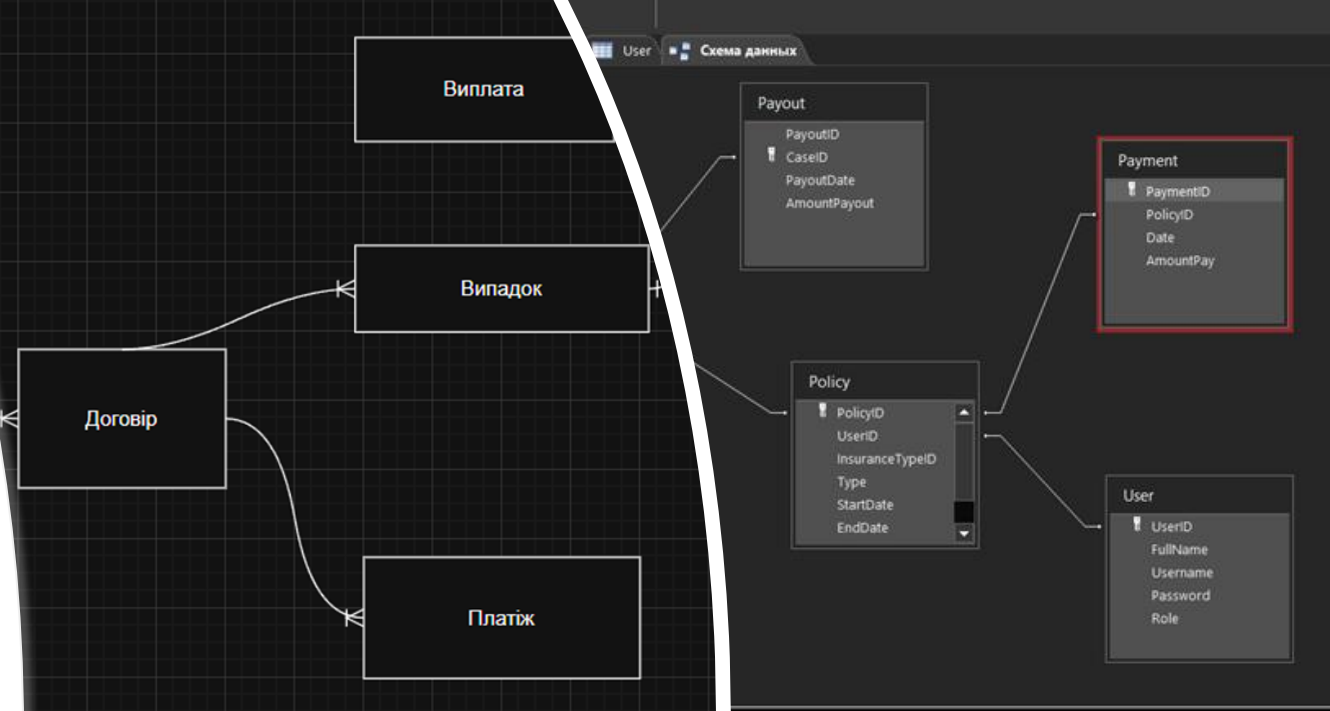 Виплата
Випадок
Договір
Платіж
User
Схема данных
Payout
PayoutID
CaseID
PayoutDate
AmountPayout
Payment
PaymentID
PolicyID
Date
AmountPay
Policy
PolicyID
UserID
InsuranceTypeID
Type
StartDate
EndDate
User
UserID
FullName
Username
Password
Role